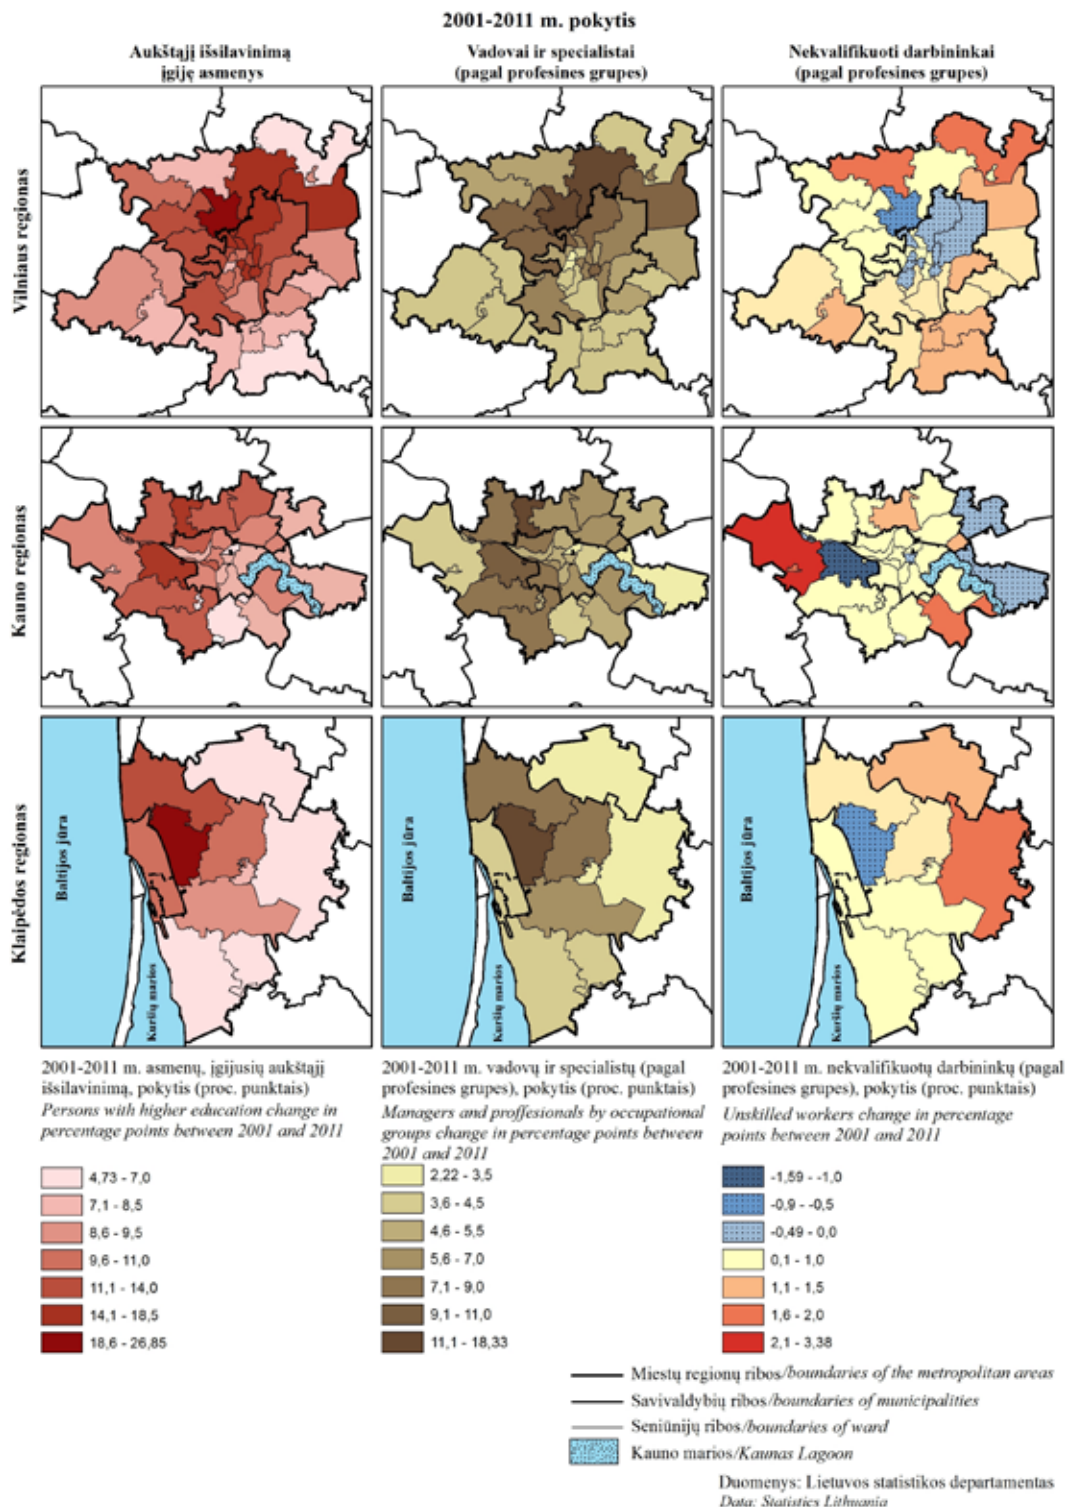 2001-2011 m. pokytis
Aukštąjį išsilavinimą
įgiję asmenys
Vadovai ir specialistai
(pagal profesines grupes)
Nekvalifikuoti darbininkai
(pagal profesines grupes)
Vilniaus regionas
Kauno regionas
Klaipėdos regionas
Baltijos jūra
Kuršių marios
Baltijos jūra
Kuršių marios
Baltijos jūra
Kuršių marios
2001-2011 m. asmenų, įgijusių aukštąjį
išsilavinimą, pokytis (proc. punktais)
Persons with higher education change in
percentage points between 2001 and 2011
4,73 - 7,0
7,1 - 8,5
8,6 - 9,5
9,6 - 11,0
11,1 - 14,0
14,1 - 18,5
18,6 - 26,85
2001-2011 m. vadovų ir specialistų (pagal
profesines grupes), pokytis (proc. punktais)
Managers and proffesionals by occupational
groups change in percentage points between
2001 and 2011
2,22 - 3,5
3,6 - 4,5
4,6 - 5,5
5,6 - 7,0
7,1 - 9,0
9,1 - 11,0
11,1 - 18,33
2001-2011 m. nekvalifikuotų darbininkų (pagal
profesines grupes), pokytis (proc. punktais)
Unskilled workers change in percentage
points between 2001 and 2011
-1,59 - -1,0
-0,9 - -0,5
-0,49 - 0,0
0,1 - 1,0
1,1 - 1,5
1,6 - 2,0
2,1 - 3,38
Miestų regionų ribos/boundaries of the metropolitan areas
Savivaldybių ribos/boundaries of municipalities
Seniūnijų ribos/boundaries of ward
Kauno marios/Kaunas Lagoon
Duomenys: Lietuvos statistikos departamentas
Data: Statistics Lithuania